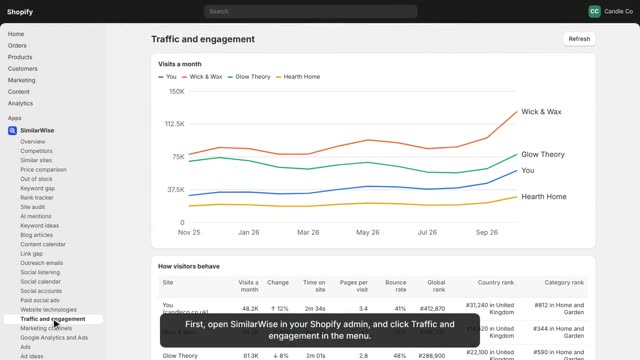 Shopify
Search
CC Candle Co
Home
Orders
Products
Customers
Marketing
Content
Analytics
Apps
SimilarWise
Overview
Competitors
Similar sites
Price comparison
Out of stock
Keyword gap
Rank tracker
Site audit
AI mentions
Keyword ideas
Blog articles
Content calendar
Link gap
Outreach emails
Social listening
Social calendar
Social accounts
Paid social ads
Website technologies
Traffic and engagement
Marketing channels
Google Analytics and Ads
Ads
Ad ideas
Traffic and engagement
Refresh
Visits a month
You Wick & Wax Glow Theory Hearth Home
150K
112.5K
75K
37.5K
0
Nov 25 Jan 26 Mar 26 May 26 Jul 26 Sep 26
Wick & Wax
Glow Theory
You
Hearth Home
How visitors behave
Site Visits a month Change Time on site Pages per visit Bounce rate Global rank Country rank Category rank
You 48.2K ↑ 12% 2m 34s 3.4 41% #412,870 #31,240 in United Kingdom #812 in Home and Garden
#344 in Home and Garden
Glow Theory 61.3K ↓ 8% 2m 01s 2.8 48% #288,900 #22,100 in United Kingdom #590 in Home and Garden
First, open SimilarWise in your Shopify admin, and click Traffic and
engagement in the menu.